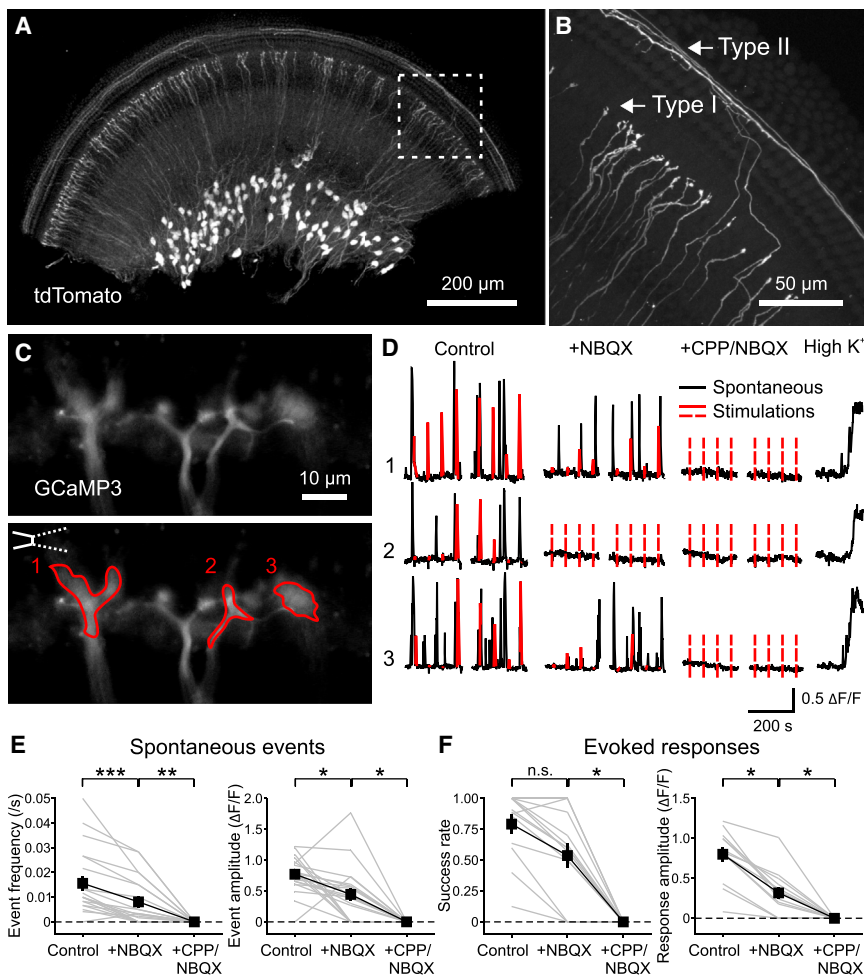 A
tdTomato
200 µm
B
Type II
Type I
50 µm
C
GCaMP3
10 µm
1
2
3
D
Control
+NBQX
+CPP/NBQX
High K+
Spontaneous
Stimulations
1
2
3
0.5 ΔF/F
200 s
E
Spontaneous events
***
**
Event frequency (/s)
0.05
0.04
0.03
0.02
0.01
0
Control
+NBQX
+CPP/
NBQX
*
*
Event amplitude (ΔF/F)
2.0
1.5
1.0
0.5
0
Control
+NBQX
+CPP/
NBQX
F
Evoked responses
n.s.
*
Success rate
1.00
0.75
0.50
0.25
0
Control
+NBQX
+CPP/
NBQX
*
*
Response amplitude (ΔF/F)
1.5
1.0
0.5
0
Control
+NBQX
+CPP/
NBQX